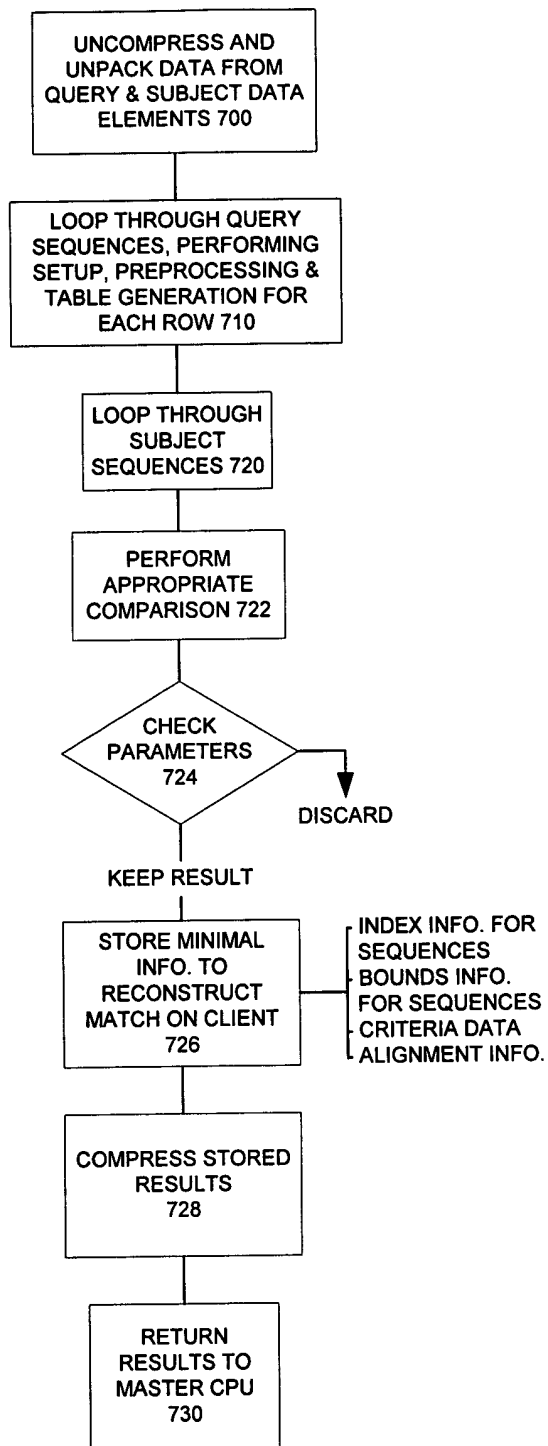 UNCOMPRESS AND
UNPACK DATA FROM
QUERY & SUBJECT DATA
ELEMENTS 700
LOOP THROUGH QUERY
SEQUENCES, PERFORMING
SETUP, PREPROCESSING &
TABLE GENERATION FOR
EACH ROW 710
LOOP THROUGH
SUBJECT
SEQUENCES 720
PERFORM
APPROPRIATE
COMPARISON 722
CHECK
PARAMETERS
724
DISCARD
KEEP RESULT
STORE MINIMAL
INFO. TO
RECONSTRUCT
MATCH ON CLIENT
726
INDEX INFO. FOR
SEQUENCES
BOUNDS INFO.
FOR SEQUENCES
CRITERIA DATA
ALIGNMENT INFO.
COMPRESS STORED
RESULTS
728
RETURN
RESULTS TO
MASTER CPU
730